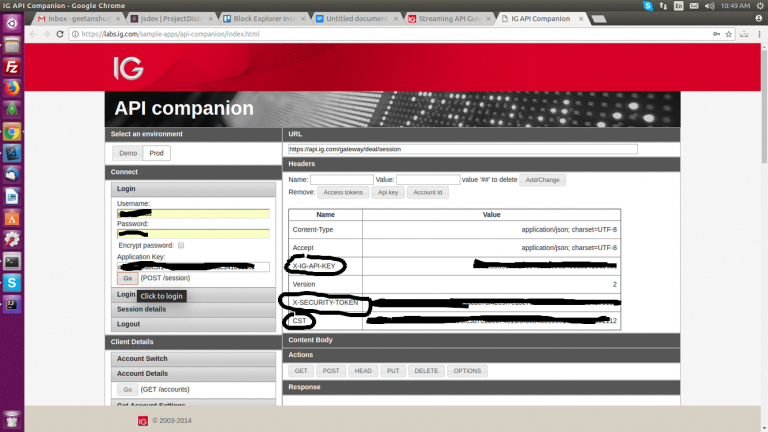 IG API Companion - Google Chrome
10:49 AM
Inbox - geetanshu@
jsdev | ProjectDisb
Block Explorer Ins
Untitled document
Streaming API Guid
IG API Companion
https://labs.ig.com/sample-apps/api-companion/index.html
IG
API companion
Select an environment
Demo Prod
Connect
Login
Username:
Password:
Encrypt password:
Application Key:
Go (POST /session)
Login
Click to login
Session details
Logout
Client Details
Account Switch
Account Details
Go (GET /accounts)
Get Account Settings
URL
https://api.ig.com/gateway/deal/session
Headers
Name: Value: value '##' to delete Add/Change
Remove: Access tokens Api key Account Id
Name Value
Content-Type application/json; charset=UTF-8
Accept application/json; charset=UTF-8
X-IG-API-KEY
Version 2
X-SECURITY-TOKEN
CST
Content Body
Actions
GET POST HEAD PUT DELETE OPTIONS
Response
IG © 2003-2014